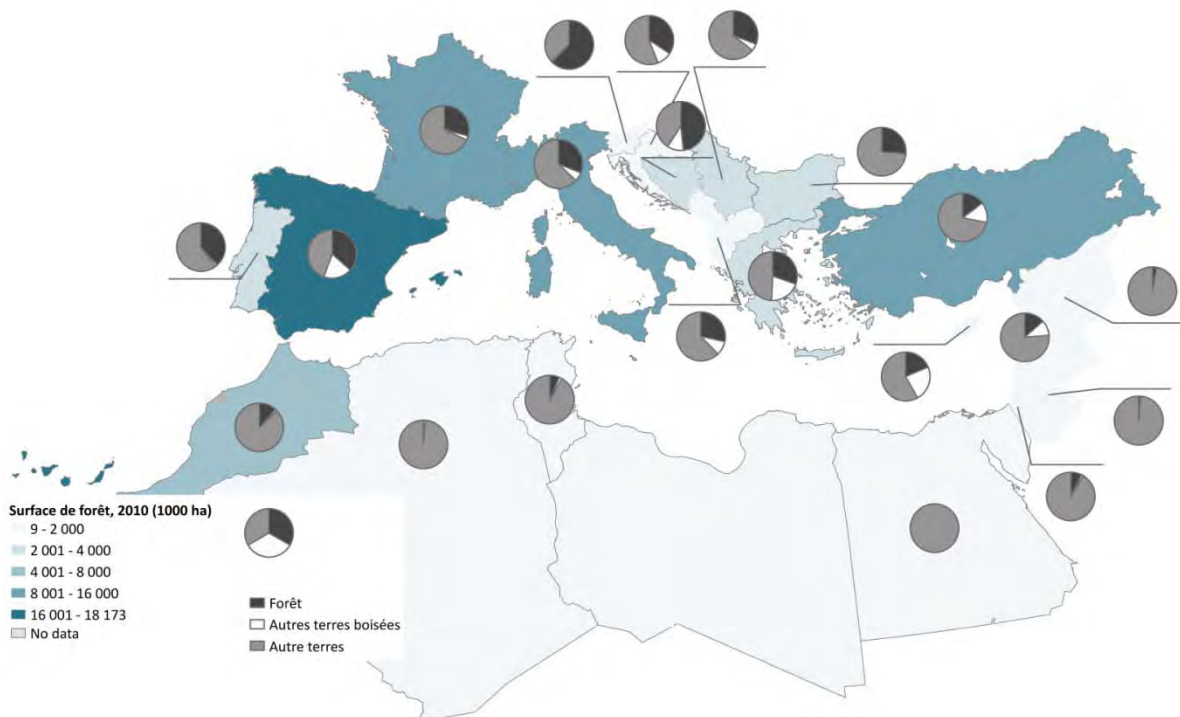 Surface de forêt, 2010 (1000 ha)
9 - 2 000
2 001 - 4 000
4 001 - 8 000
8 001 - 16 000
16 001 - 18 173
No data
Forêt
Autres terres boisées
Autre terres